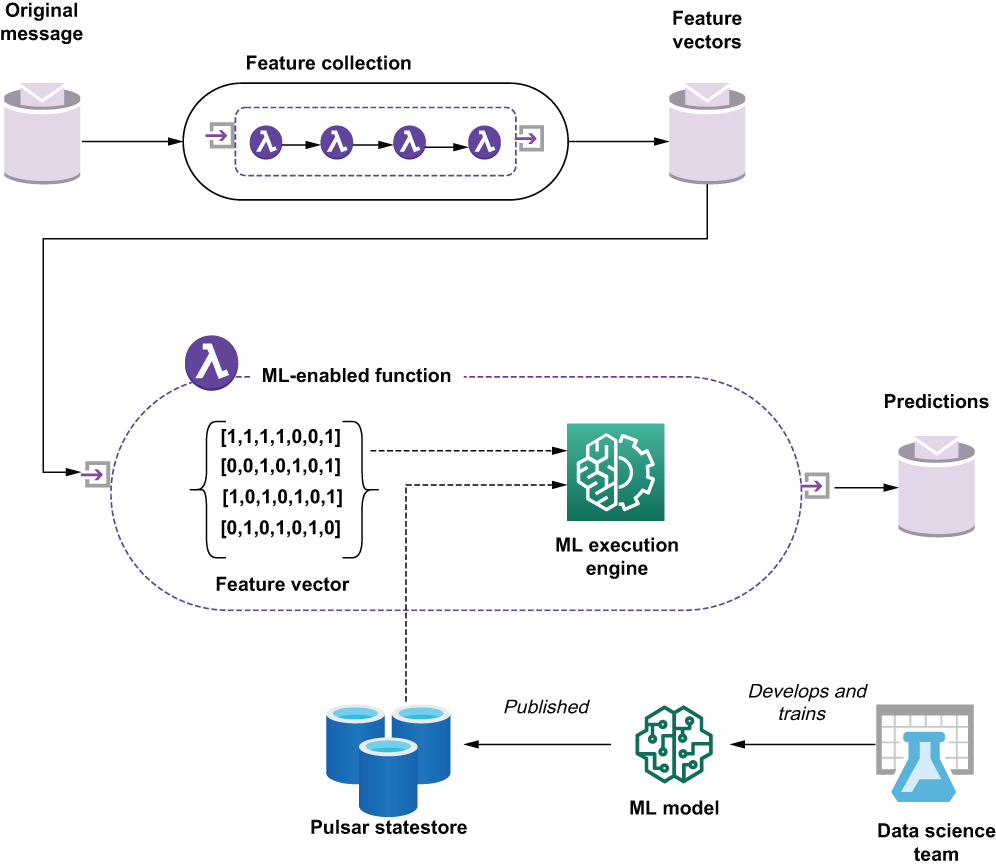 Original
message
Feature collection
Feature
vectors
λ
λ
λ
λ
λ
ML-enabled function
[1,1,1,1,0,0,1]
[0,0,1,0,1,0,1]
[1,0,1,0,1,0,1]
[0,1,0,1,0,1,0]
Feature vector
ML execution
engine
Predictions
Pulsar statestore
Published
ML model
Develops and
trains
Data science
team